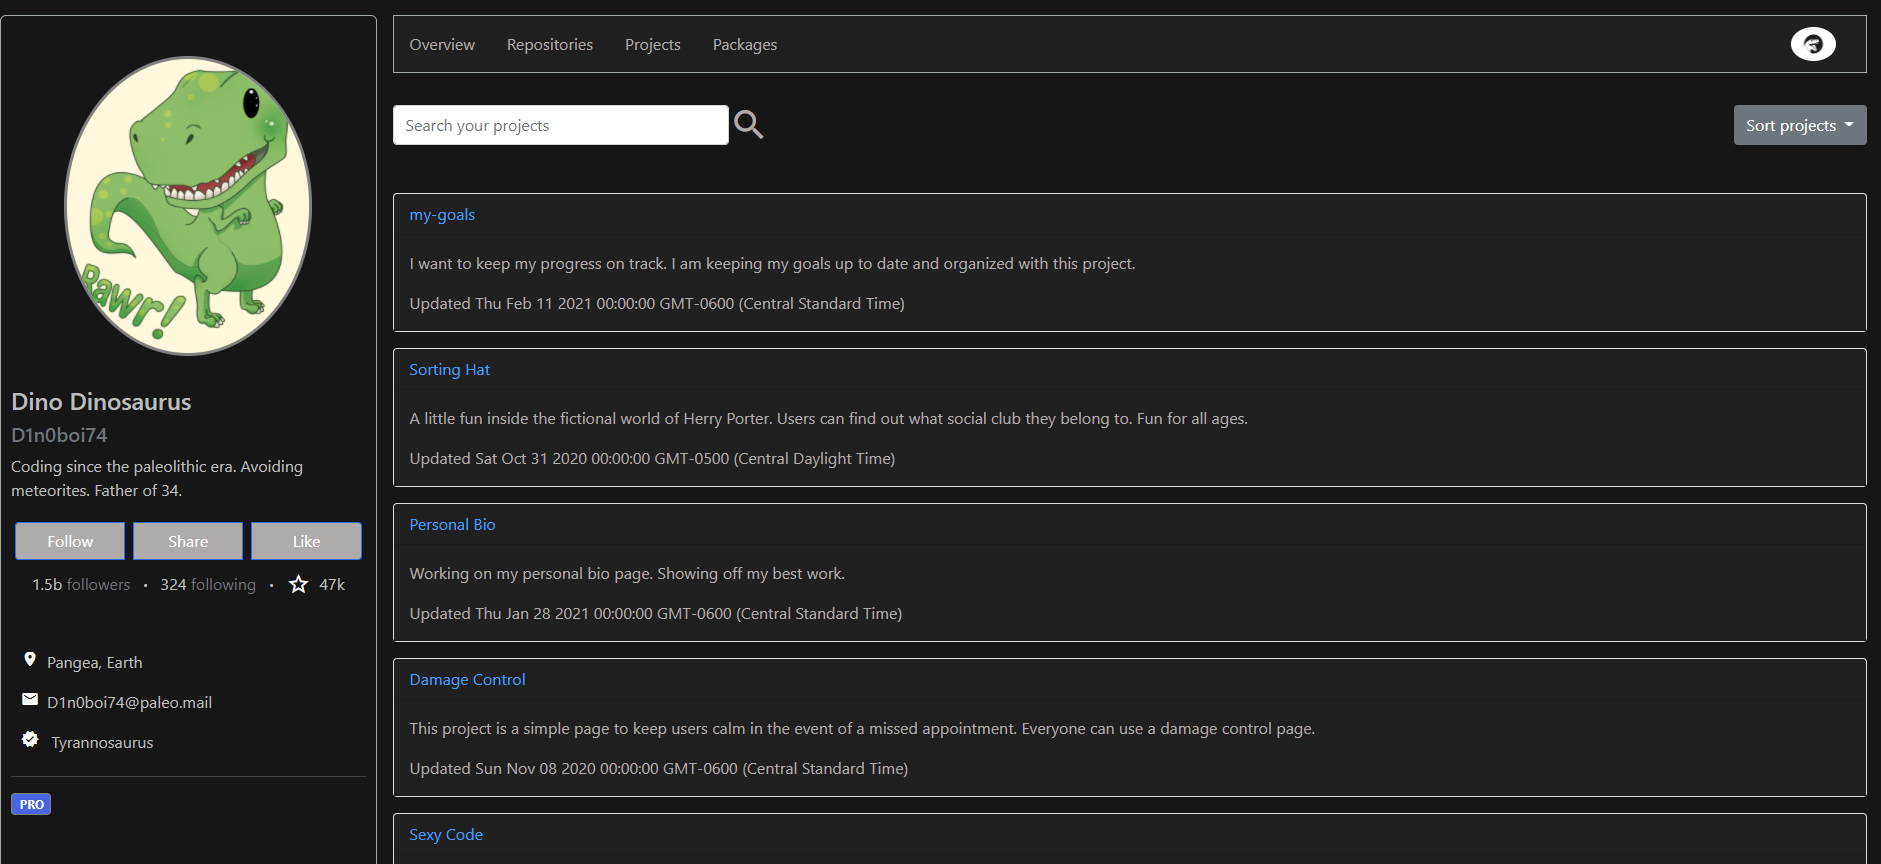 Rawr!
Dino Dinosaurus
D1n0boi74
Coding since the paleolithic era. Avoiding
meteorites. Father of 34.
Follow Share Like
1.5b followers · 324 following · 47k
Pangea, Earth
D1n0boi74@paleo.mail
Tyrannosaurus
PRO
Overview Repositories Projects Packages
Search your projects
Sort projects
my-goals
I want to keep my progress on track. I am keeping my goals up to date and organized with this project.
Updated Thu Feb 11 2021 00:00:00 GMT-0600 (Central Standard Time)
Sorting Hat
A little fun inside the fictional world of Herry Porter. Users can find out what social club they belong to. Fun for all ages.
Updated Sat Oct 31 2020 00:00:00 GMT-0500 (Central Daylight Time)
Personal Bio
Working on my personal bio page. Showing off my best work.
Updated Thu Jan 28 2021 00:00:00 GMT-0600 (Central Standard Time)
Damage Control
This project is a simple page to keep users calm in the event of a missed appointment. Everyone can use a damage control page.
Updated Sun Nov 08 2020 00:00:00 GMT-0600 (Central Standard Time)
Sexy Code